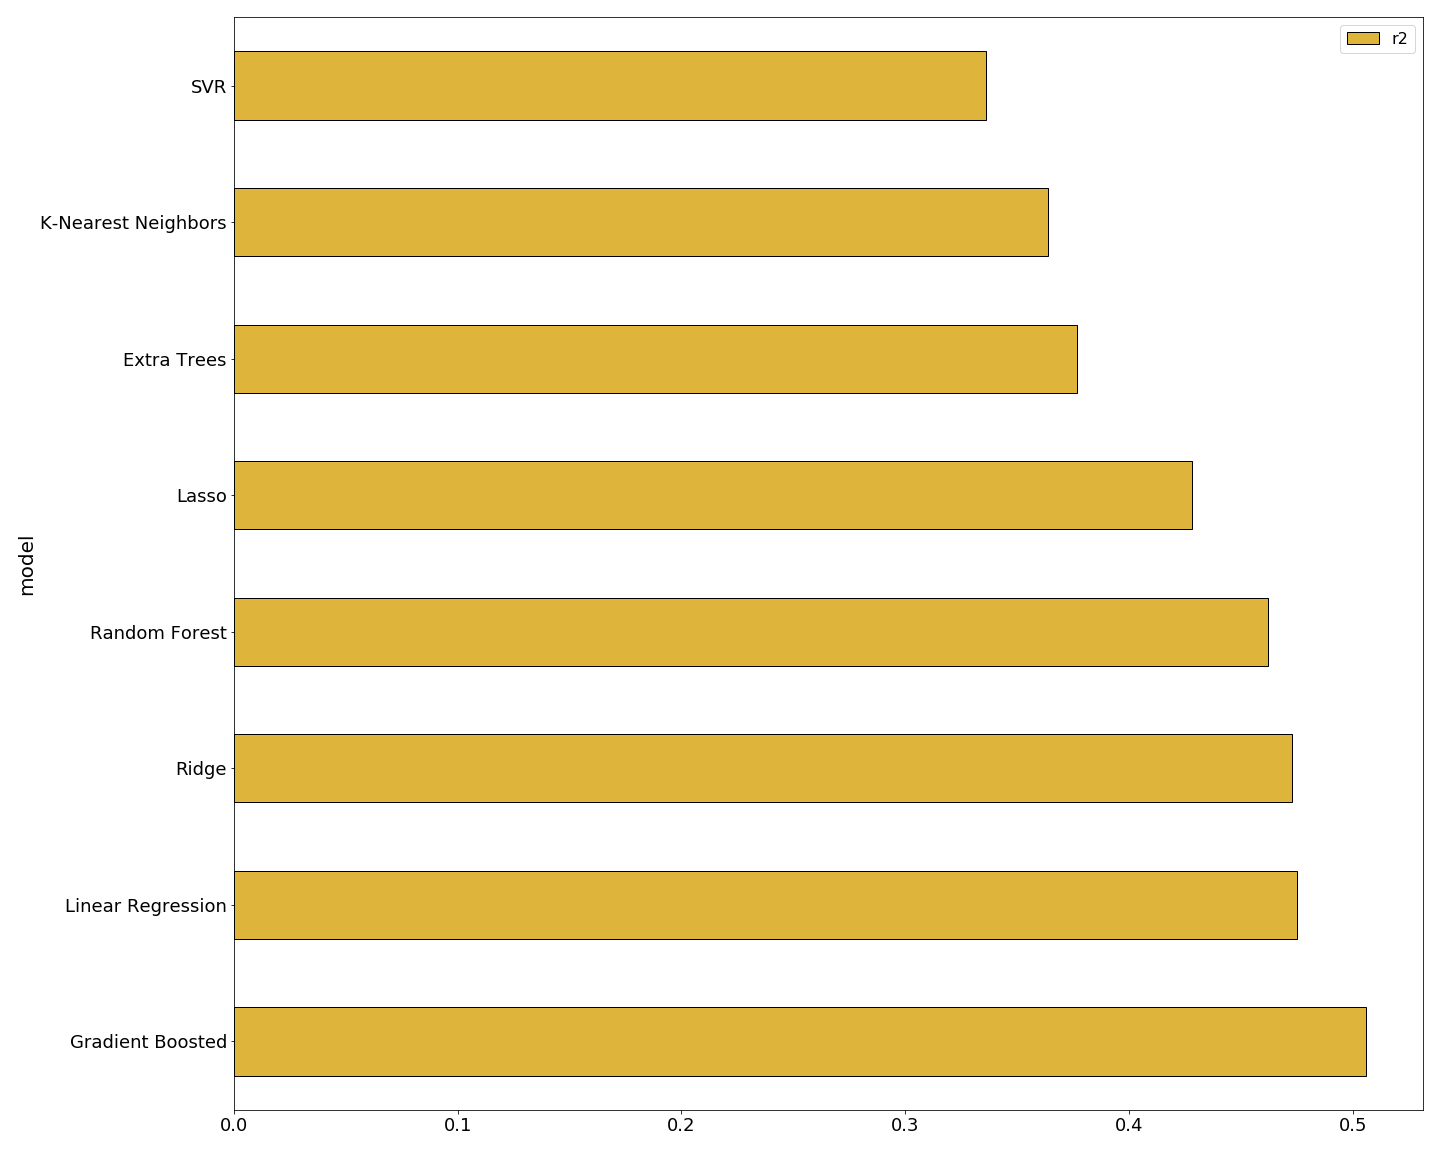 r2
SVR
K-Nearest Neighbors
Extra Trees
Lasso
model
Random Forest
Ridge
Linear Regression
Gradient Boosted
0.0 0.1 0.2 0.3 0.4 0.5